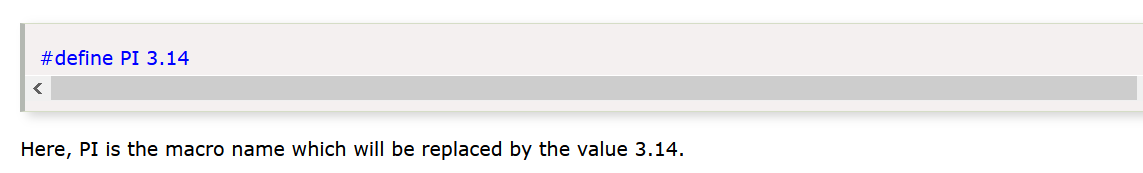 #define PI 3.14
Here, PI is the macro name which will be replaced by the value 3.14.